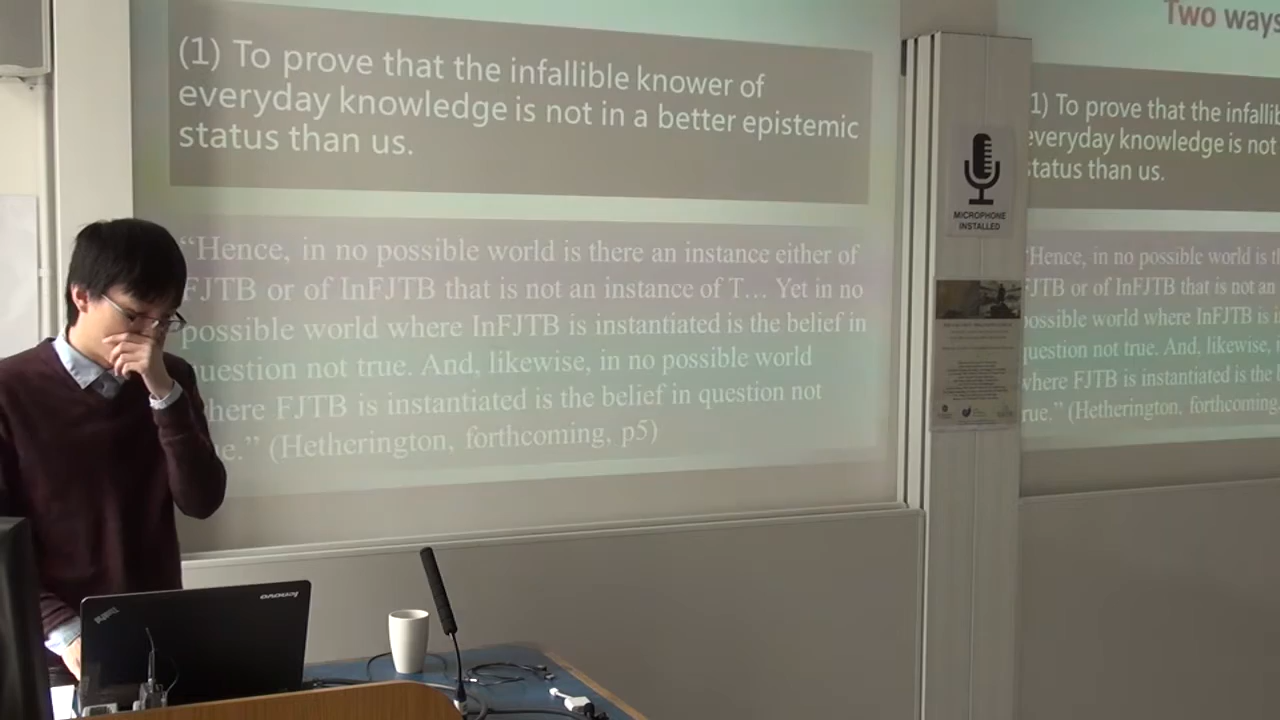 (1) To prove that the infallible knower of
everyday knowledge is not in a better epistemic
status than us.
“Hence, in no possible world is there an instance either of
FJTB or of InFJTB that is not an instance of T... Yet in no
possible world where InFJTB is instantiated is the belief in
question not true. And, likewise, in no possible world
here FJTB is instantiated is the belief in question not
e.” (Hetherington, forthcoming, p5)
MICROPHONE
INSTALLED
Two ways
1) To prove that the infallib
everyday knowledge is not
status than us.
“Hence, in no possible world is th
FJTB or of InFJTB that is not an
possible world where InFJTB is i
question not true. And, likewise,
where FJTB is instantiated is the b
rue.” (Hetherington, forthcoming
lenovo
ThinkPad